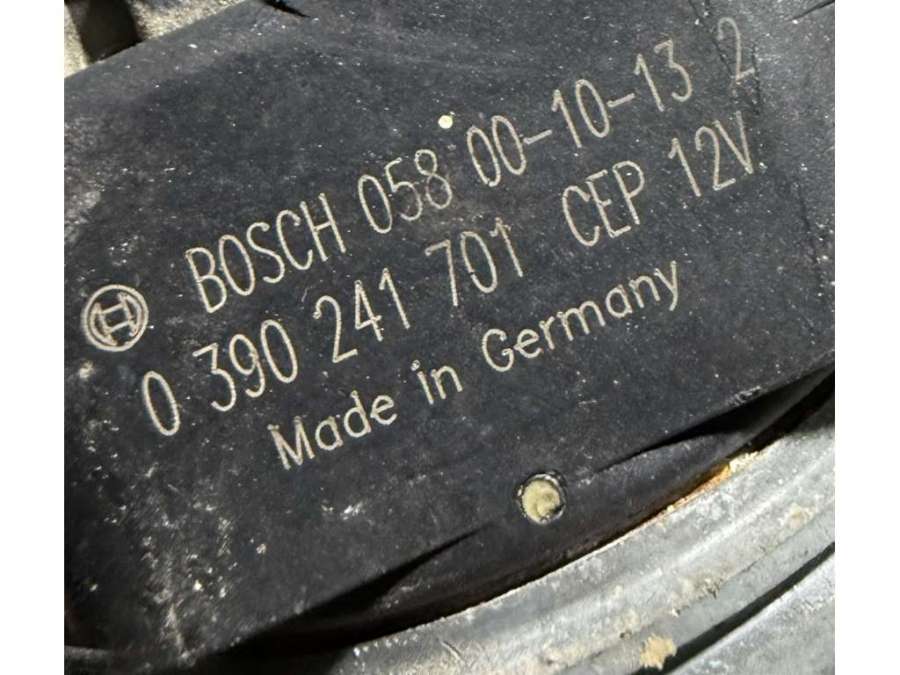 BOSCH 058 00-10-13 2
0 390 241 701 CEP 12V
Made in Germany